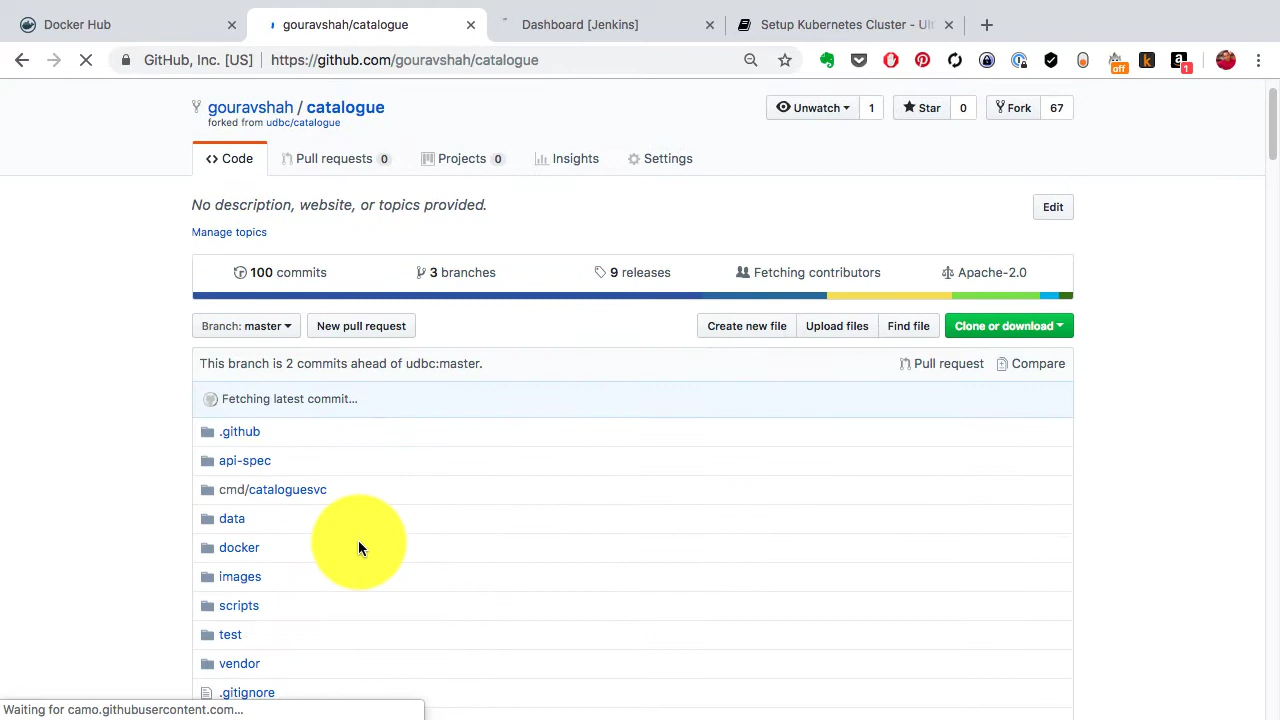 Docker Hub
gouravshah/catalogue
Dashboard [Jenkins]
Setup Kubernetes Cluster - Ult
GitHub, Inc. [US]
https://github.com/gouravshah/catalogue
off
1
gouravshah / catalogue
forked from udbc/catalogue
Unwatch 1
Star 0
Fork 67
Code
Pull requests 0
Projects 0
Insights
Settings
No description, website, or topics provided.
Edit
Manage topics
100 commits
3 branches
9 releases
Fetching contributors
Apache-2.0
Branch: master
New pull request
Create new file
Upload files
Find file
Clone or download
This branch is 2 commits ahead of udbc:master.
Pull request
Compare
Fetching latest commit…
.github
api-spec
cmd/cataloguesvc
data
docker
images
scripts
test
vendor
.gitignore
Waiting for camo.githubusercontent.com...